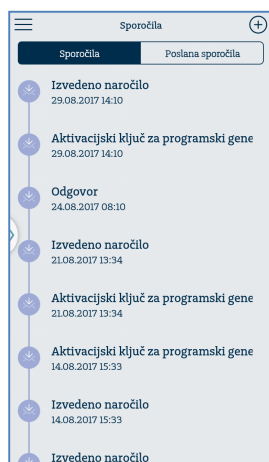 Sporočila
Sporočila Poslana sporočila
Izvedeno naročilo
29.08.2017 14:10
Aktivacijski ključ za programski gene
29.08.2017 14:10
Odgovor
24.08.2017 08:10
Izvedeno naročilo
21.08.2017 13:34
Aktivacijski ključ za programski gene
21.08.2017 13:34
Aktivacijski ključ za programski gene
14.08.2017 15:33
Izvedeno naročilo
14.08.2017 15:33
Izvedeno naročilo